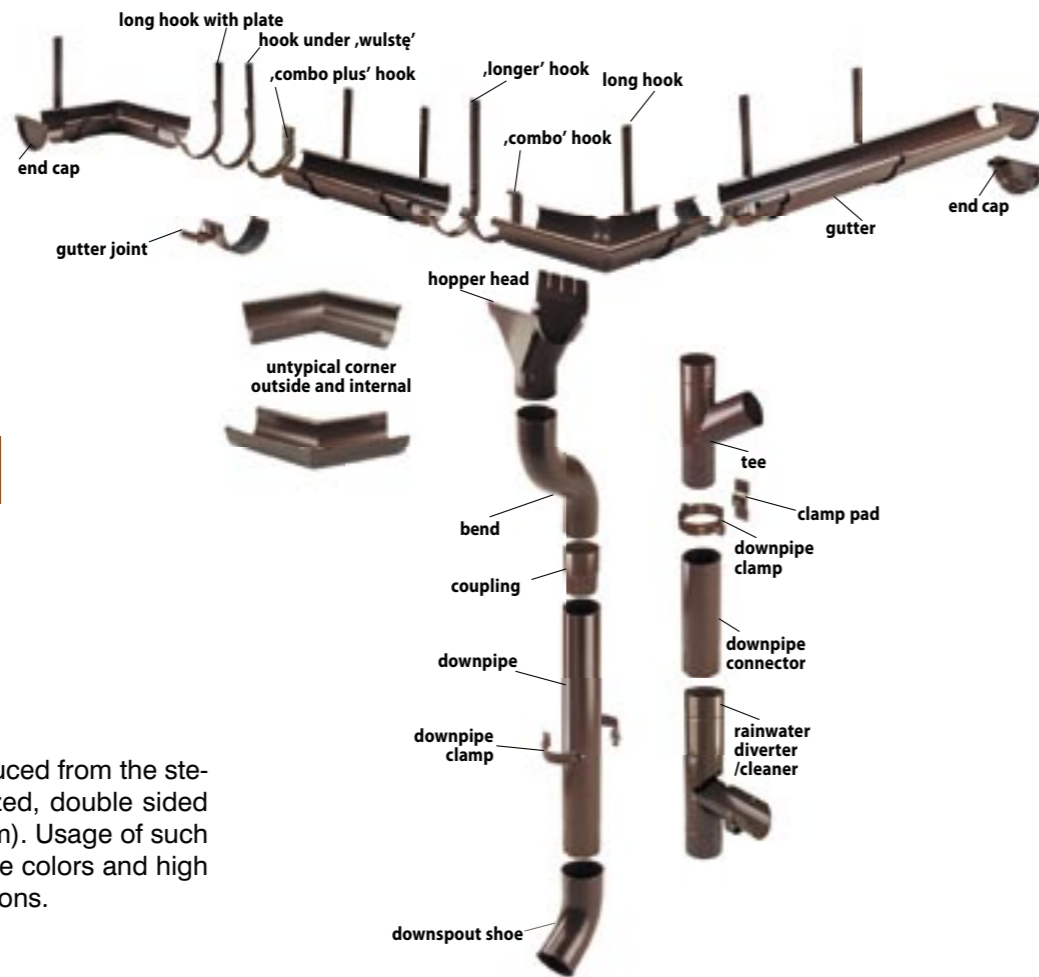 long hook with plate
hook under ‚wulstę’
‚combo plus’ hook
‚longer’ hook
long hook
‚combo’ hook
end cap
end cap
gutter
gutter joint
hopper head
untypical corner
outside and internal
tee
clamp pad
bend
downpipe
clamp
coupling
downpipe
connector
downpipe
rainwater
diverter
/cleaner
downpipe
clamp
uced from the ste-
zed, double sided
m). Usage of such
e colors and high
ons.
downspout shoe